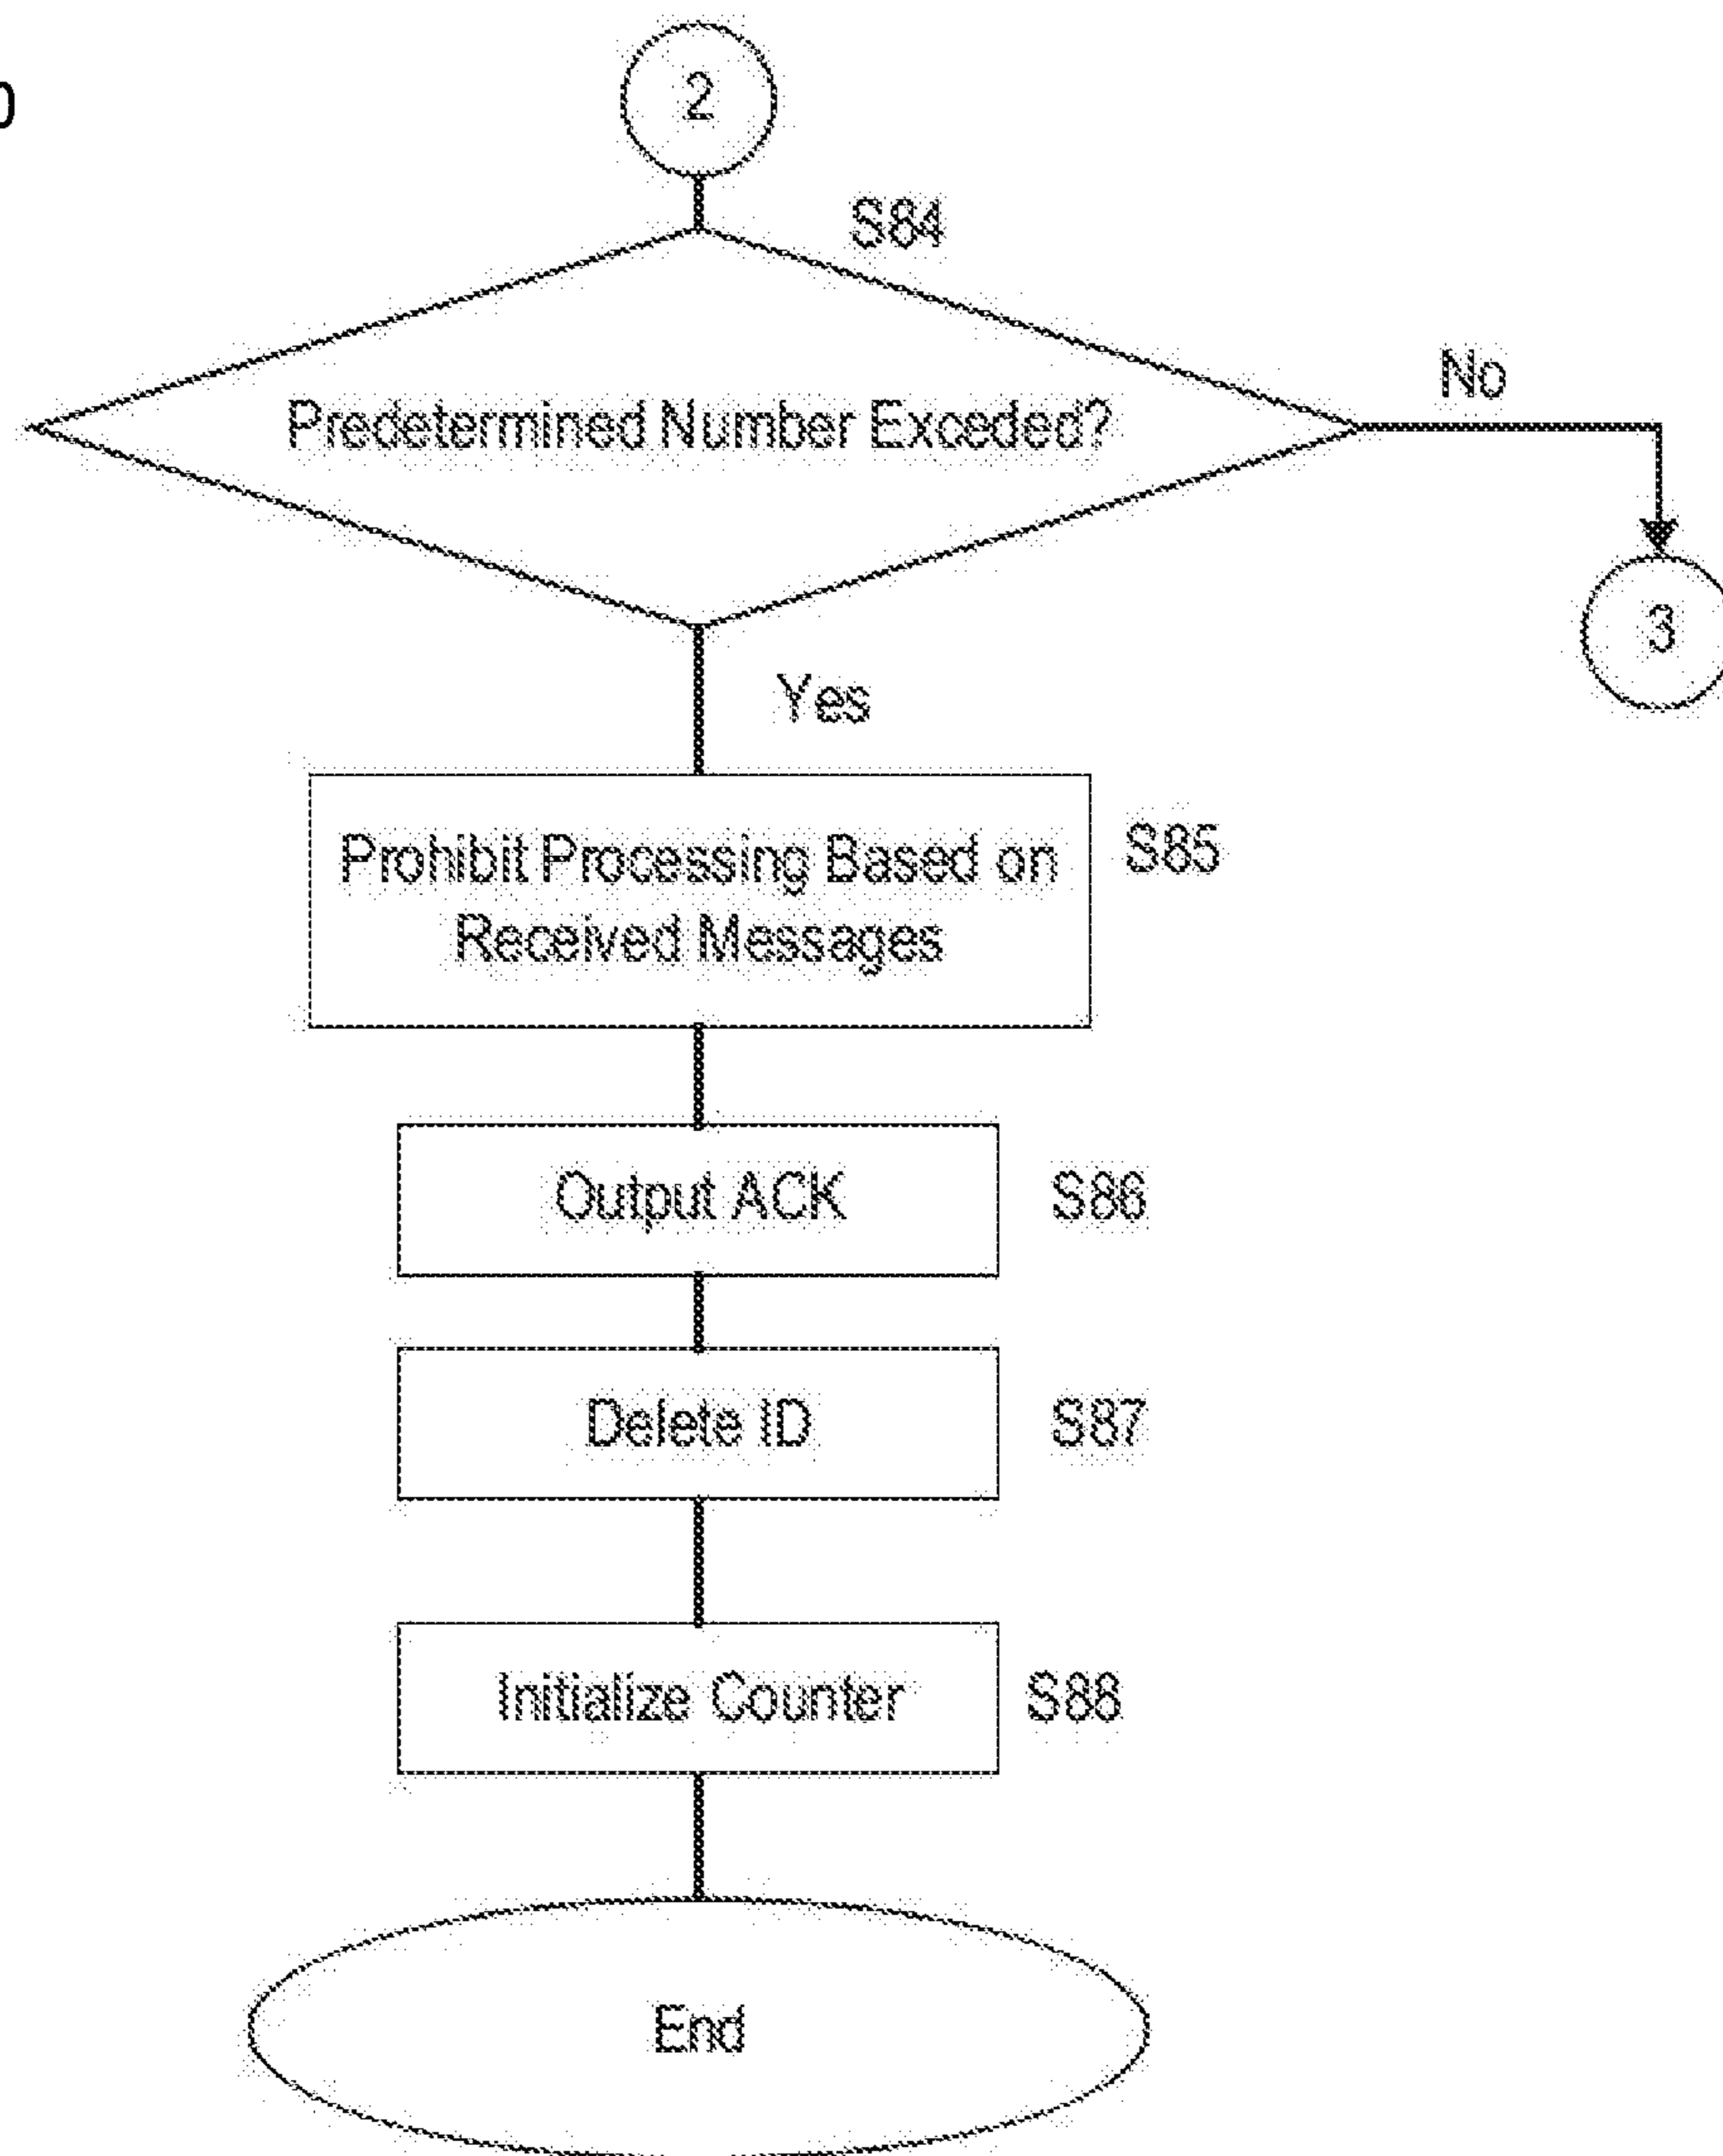 2
S84
Predetermined Number Exceded?
No
3
Yes
Prohibit Processing Based on
Received Messages
S85
Output ACK
S86
Delete ID
S87
Initialize Counter
S88
End